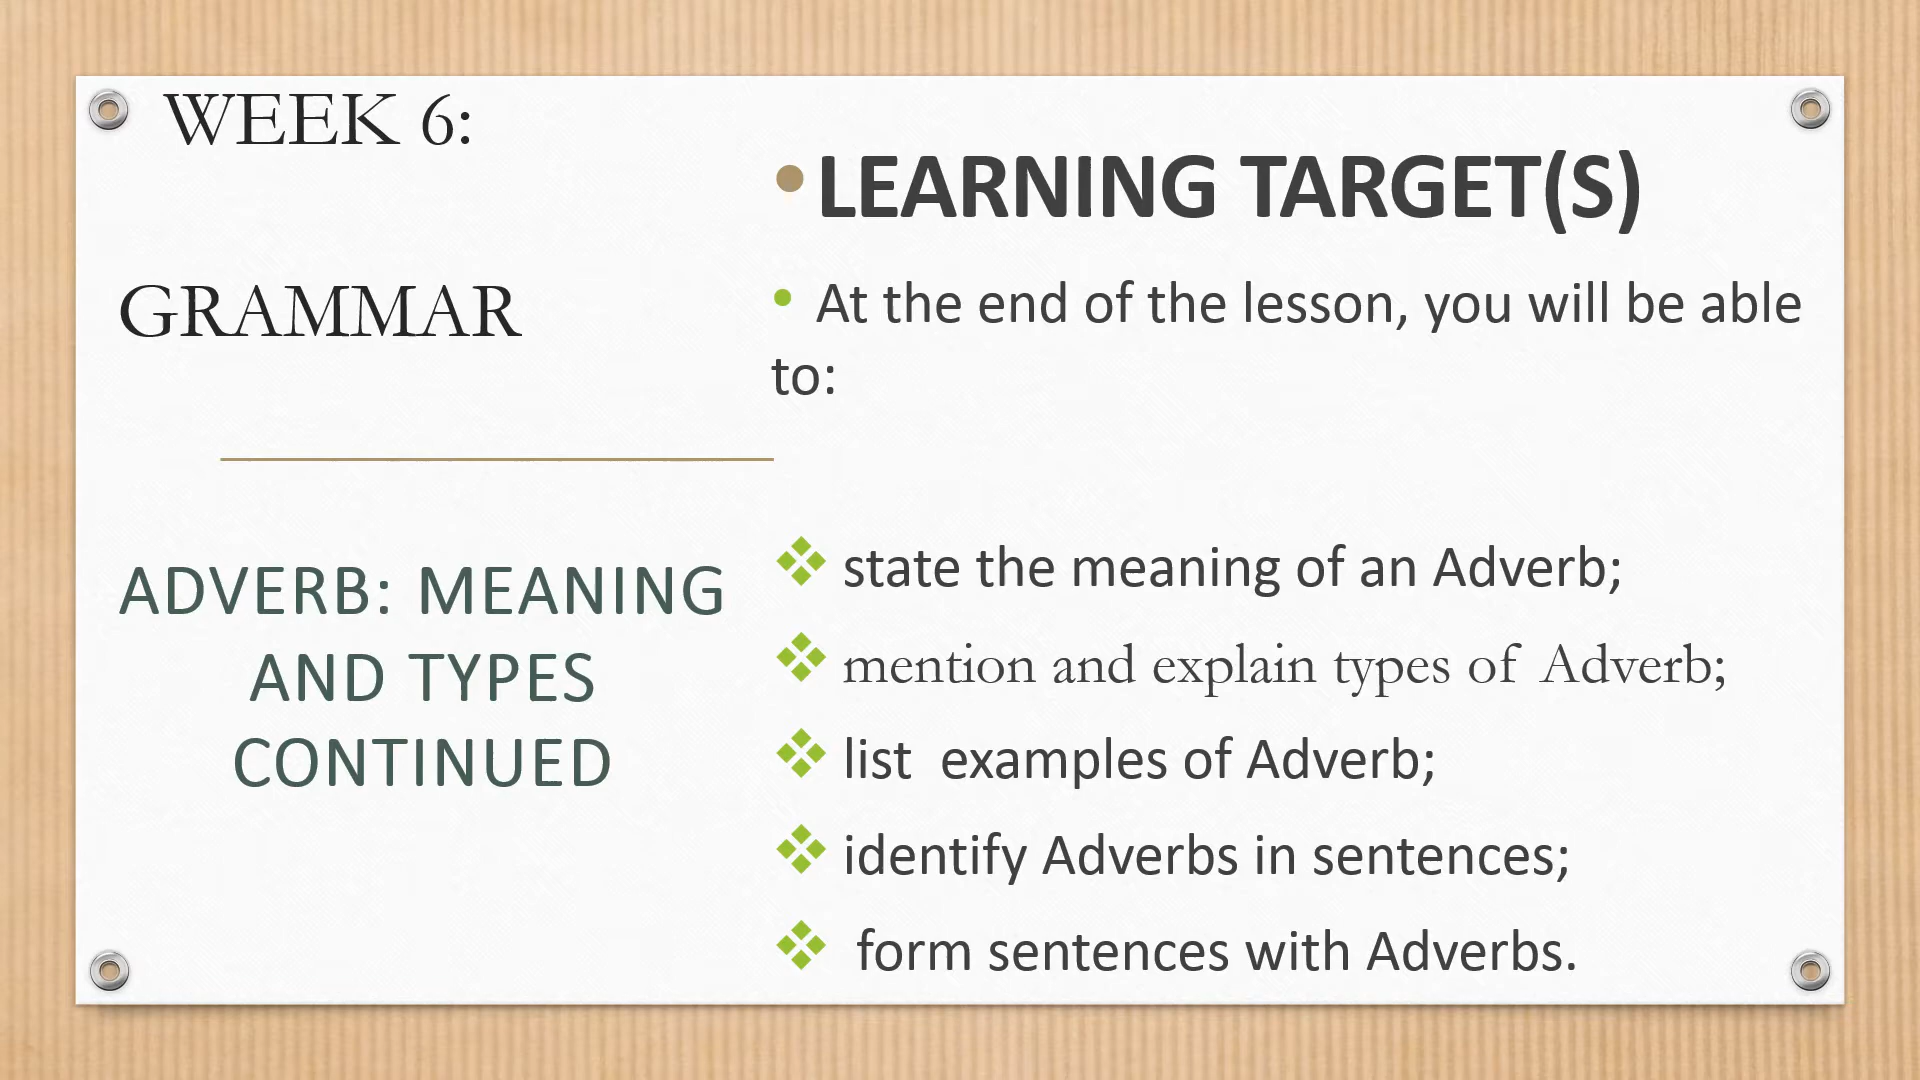 WEEK 6:
GRAMMAR
ADVERB: MEANING
AND TYPES
CONTINUED
• LEARNING TARGET(S)
• At the end of the lesson, you will be able
to:
❖ state the meaning of an Adverb;
❖ mention and explain types of Adverb;
❖ list examples of Adverb;
❖ identify Adverbs in sentences;
❖ form sentences with Adverbs.